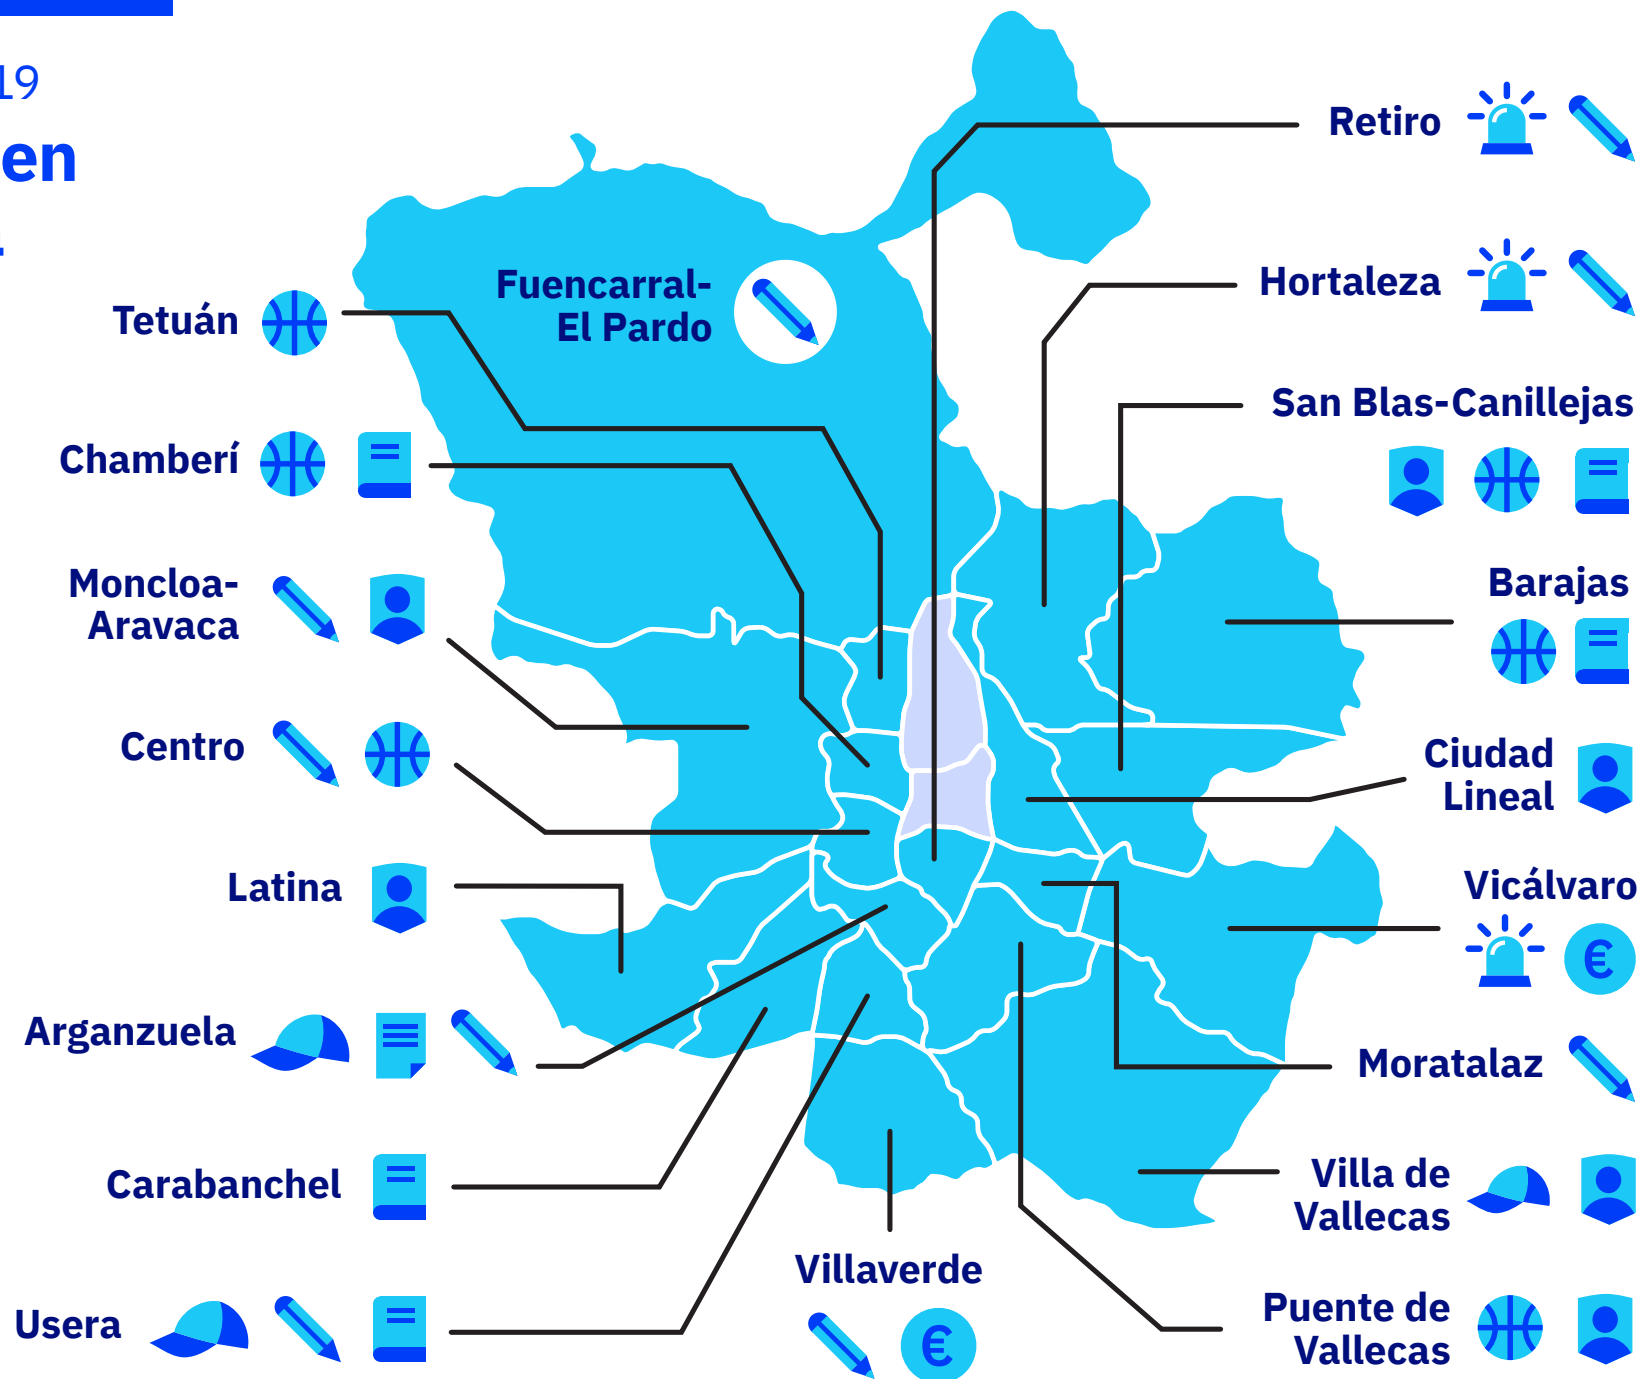 19
en
Retiro
Hortaleza
Fuencarral-
El Pardo
Tetuán
San Blas-Canillejas
Chamberí
Moncloa-
Aravaca
Barajas
Centro
Ciudad
Lineal
Latina
Vicálvaro
€
Arganzuela
Moratalaz
Carabanchel
Villa de
Vallecas
Villaverde
€
Usera
Puente de
Vallecas